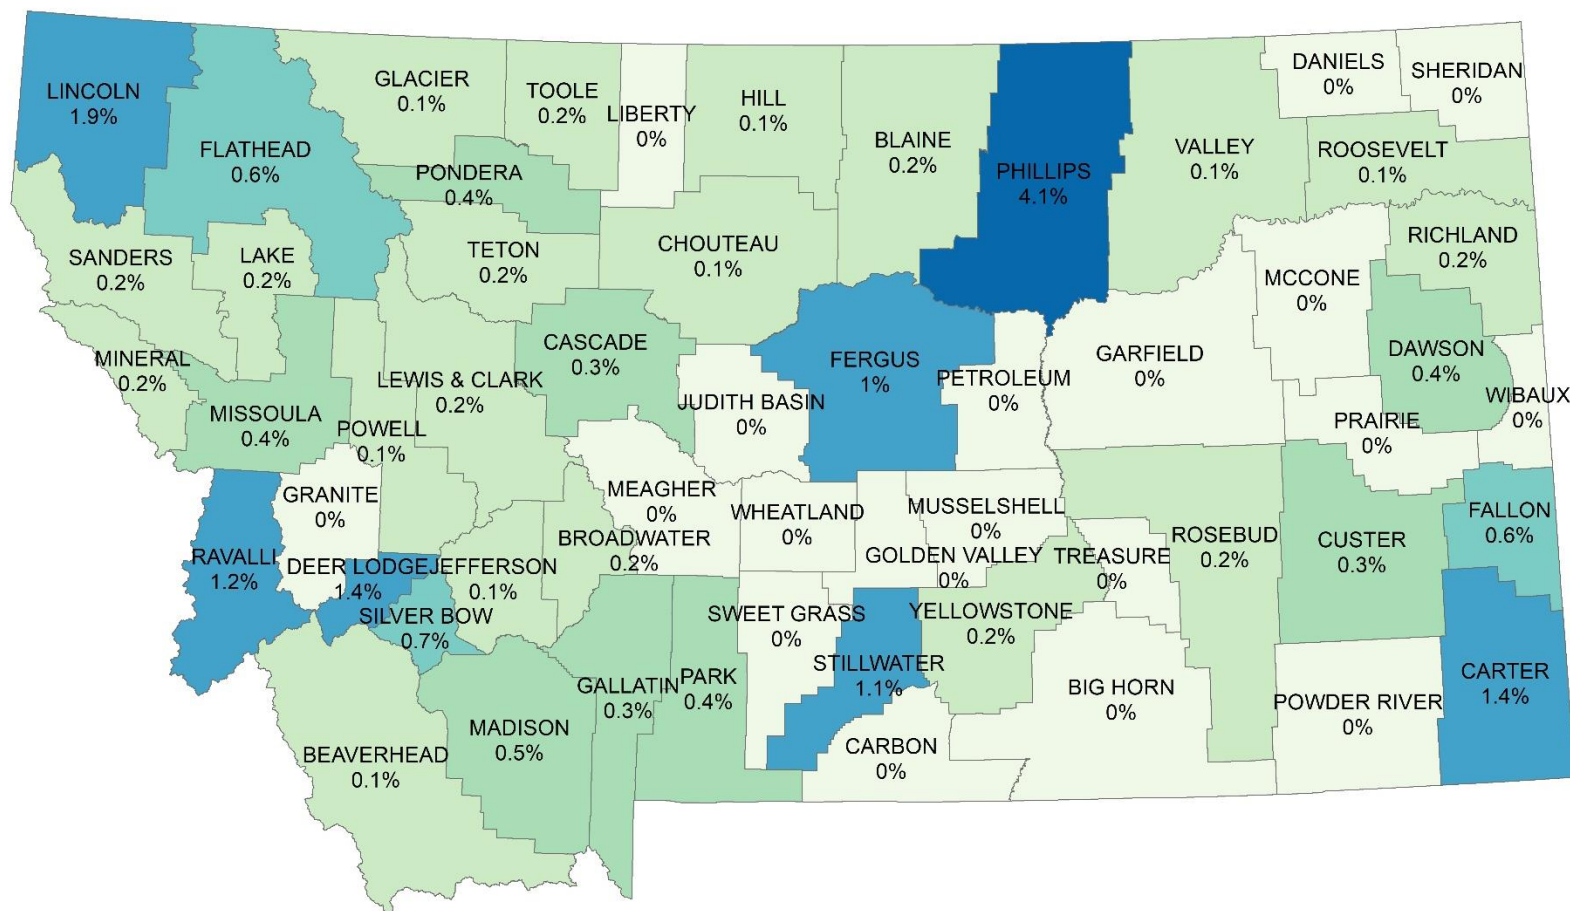 LINCOLN
1.9%
FLATHEAD
0.6%
GLACIER
0.1%
TOOLE
0.2%
LIBERTY
0%
HILL
0.1%
BLAINE
0.2%
PHILLIPS
4.1%
VALLEY
0.1%
DANIELS
0%
SHERIDAN
0%
ROOSEVELT
0.1%
PONDERA
0.4%
SANDERS
0.2%
LAKE
0.2%
TETON
0.2%
CHOUTEAU
0.1%
RICHLAND
0.2%
MCCONE
0%
MINERAL
0.2%
CASCADE
0.3%
FERGUS
1%
PETROLEUM
0%
GARFIELD
0%
DAWSON
0.4%
WIBAUX
0%
PRAIRIE
0%
MISSOULA
0.4%
LEWIS & CLARK
0.2%
POWELL
0.1%
JUDITH BASIN
0%
GRANITE
0%
MEAGHER
0%
WHEATLAND
0%
MUSSELSHELL
0%
GOLDEN VALLEY
0%
TREASURE
0%
ROSEBUD
0.2%
CUSTER
0.3%
FALLON
0.6%
RAVALLI
1.2%
DEER LODGE
1.4%
JEFFERSON
0.1%
BROADWATER
0.2%
SILVER BOW
0.7%
SWEET GRASS
0%
YELLOWSTONE
0.2%
STILLWATER
1.1%
BIG HORN
0%
POWDER RIVER
0%
CARTER
1.4%
GALLATIN
0.3%
PARK
0.4%
MADISON
0.5%
BEAVERHEAD
0.1%
CARBON
0%